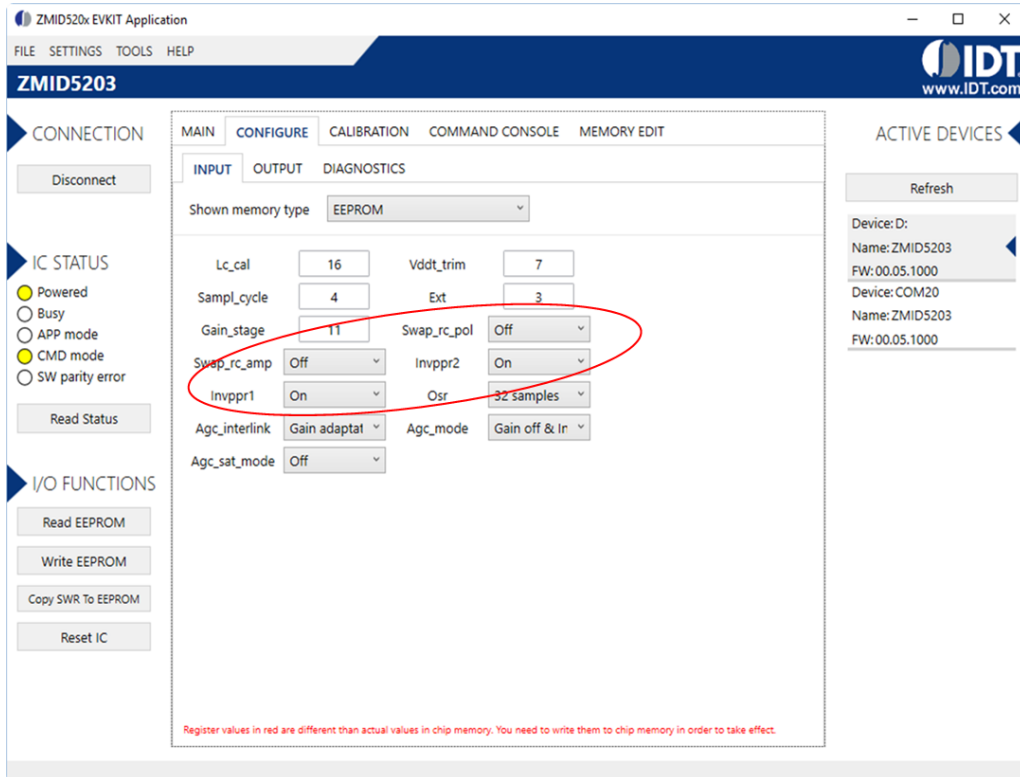 ZMID520x EVKIT Application
FILE SETTINGS TOOLS HELP
IDT.
www.IDT.com
ZMID5203
CONNECTION
Disconnect
IC STATUS
Powered
Busy
APP mode
CMD mode
SW parity error
Read Status
I/O FUNCTIONS
Read EEPROM
Write EEPROM
Copy SWR To EEPROM
Reset IC
MAIN CONFIGURE CALIBRATION COMMAND CONSOLE MEMORY EDIT
INPUT OUTPUT DIAGNOSTICS
Shown memory type EEPROM
Lc_cal 16 Vddt_trim 7
Sampl_cycle 4 Ext 3
Gain_stage 11 Swap_rc_pol Off
Swap_rc_amp Off Invppr2 On
Invppr1 On Osr 32 samples
Agc_interlink Gain adaptat Agc_mode Gain off & In
Agc_sat_mode Off
Register values in red are different than actual values in chip memory. You need to write them to chip memory in order to take effect.
ACTIVE DEVICES
Refresh
Device: D:
Name: ZMID5203
FW: 00.05.1000
Device: COM20
Name: ZMID5203
FW: 00.05.1000